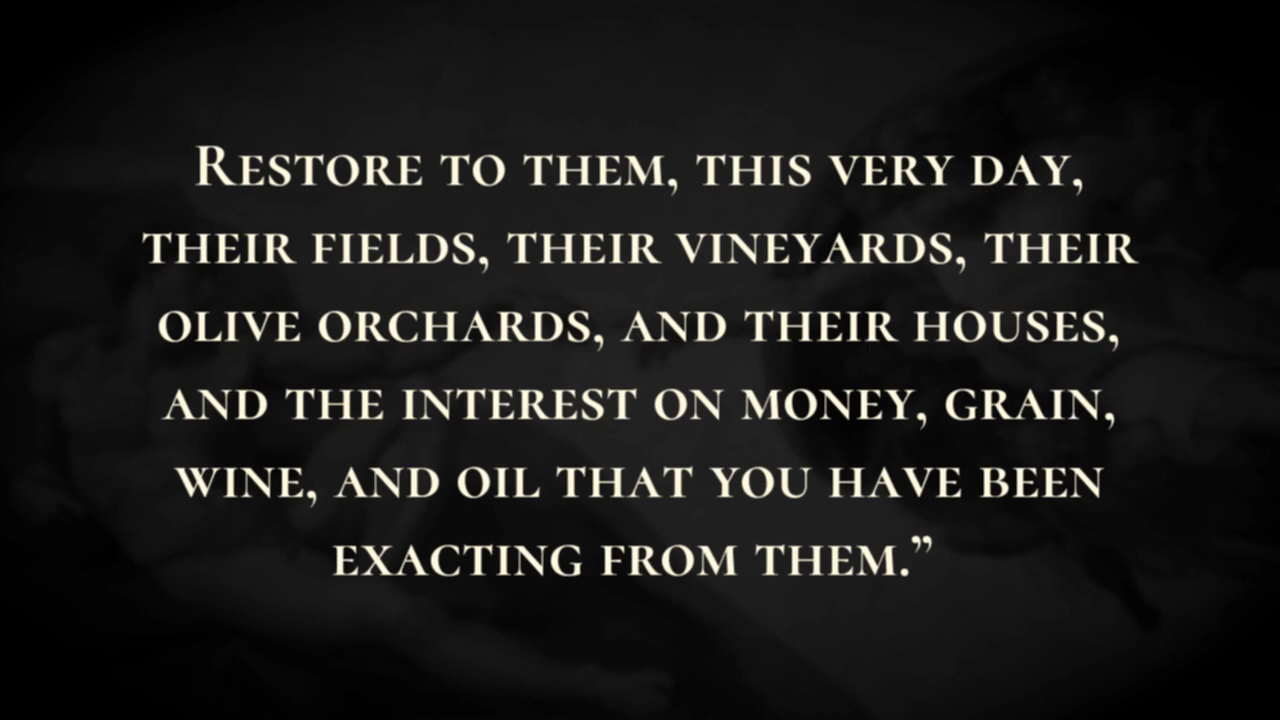 Restore to them, this very day,
their fields, their vineyards, their
olive orchards, and their houses,
and the interest on money, grain,
wine, and oil that you have been
exacting from them.”